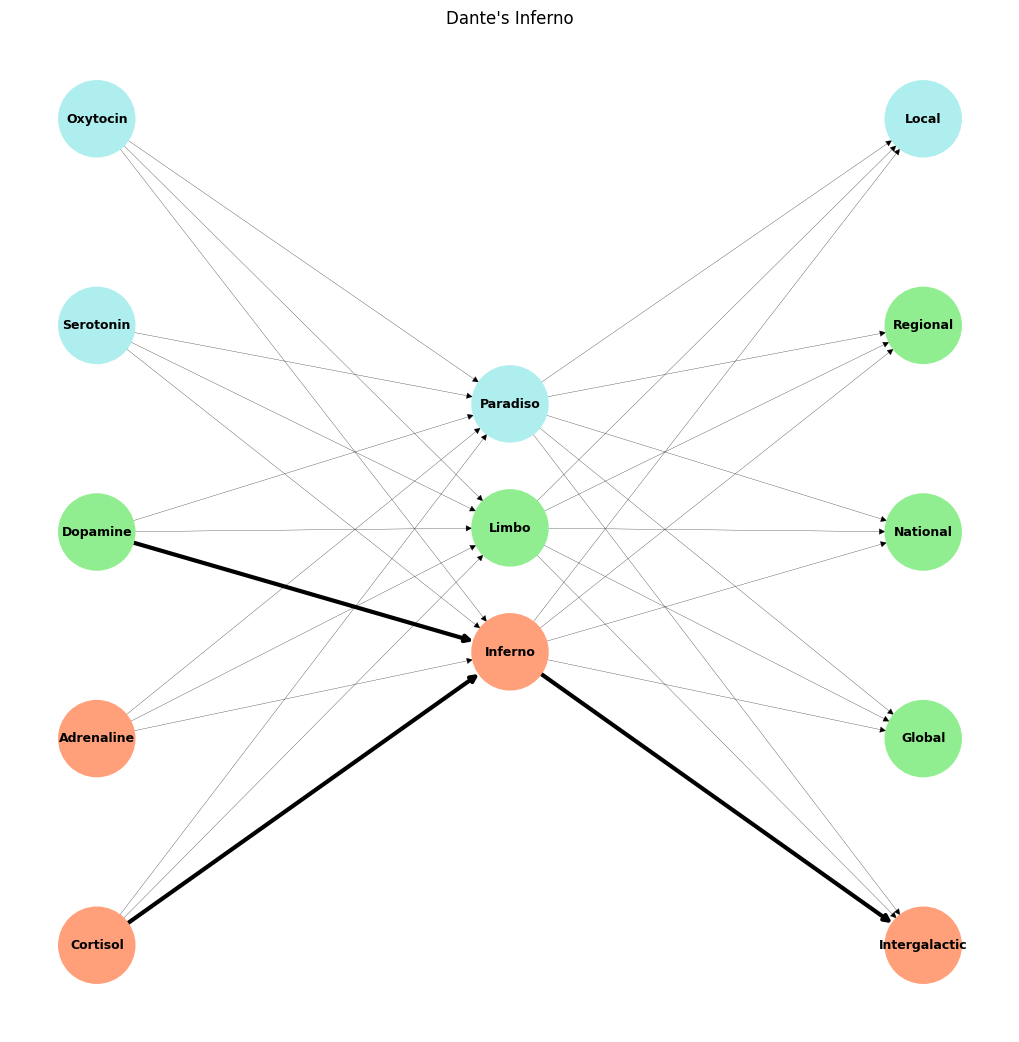 Dante's Inferno
Oxytocin
Serotonin
Dopamine
Adrenaline
Cortisol
Paradiso
Limbo
Inferno
Local
Regional
National
Global
Intergalactic